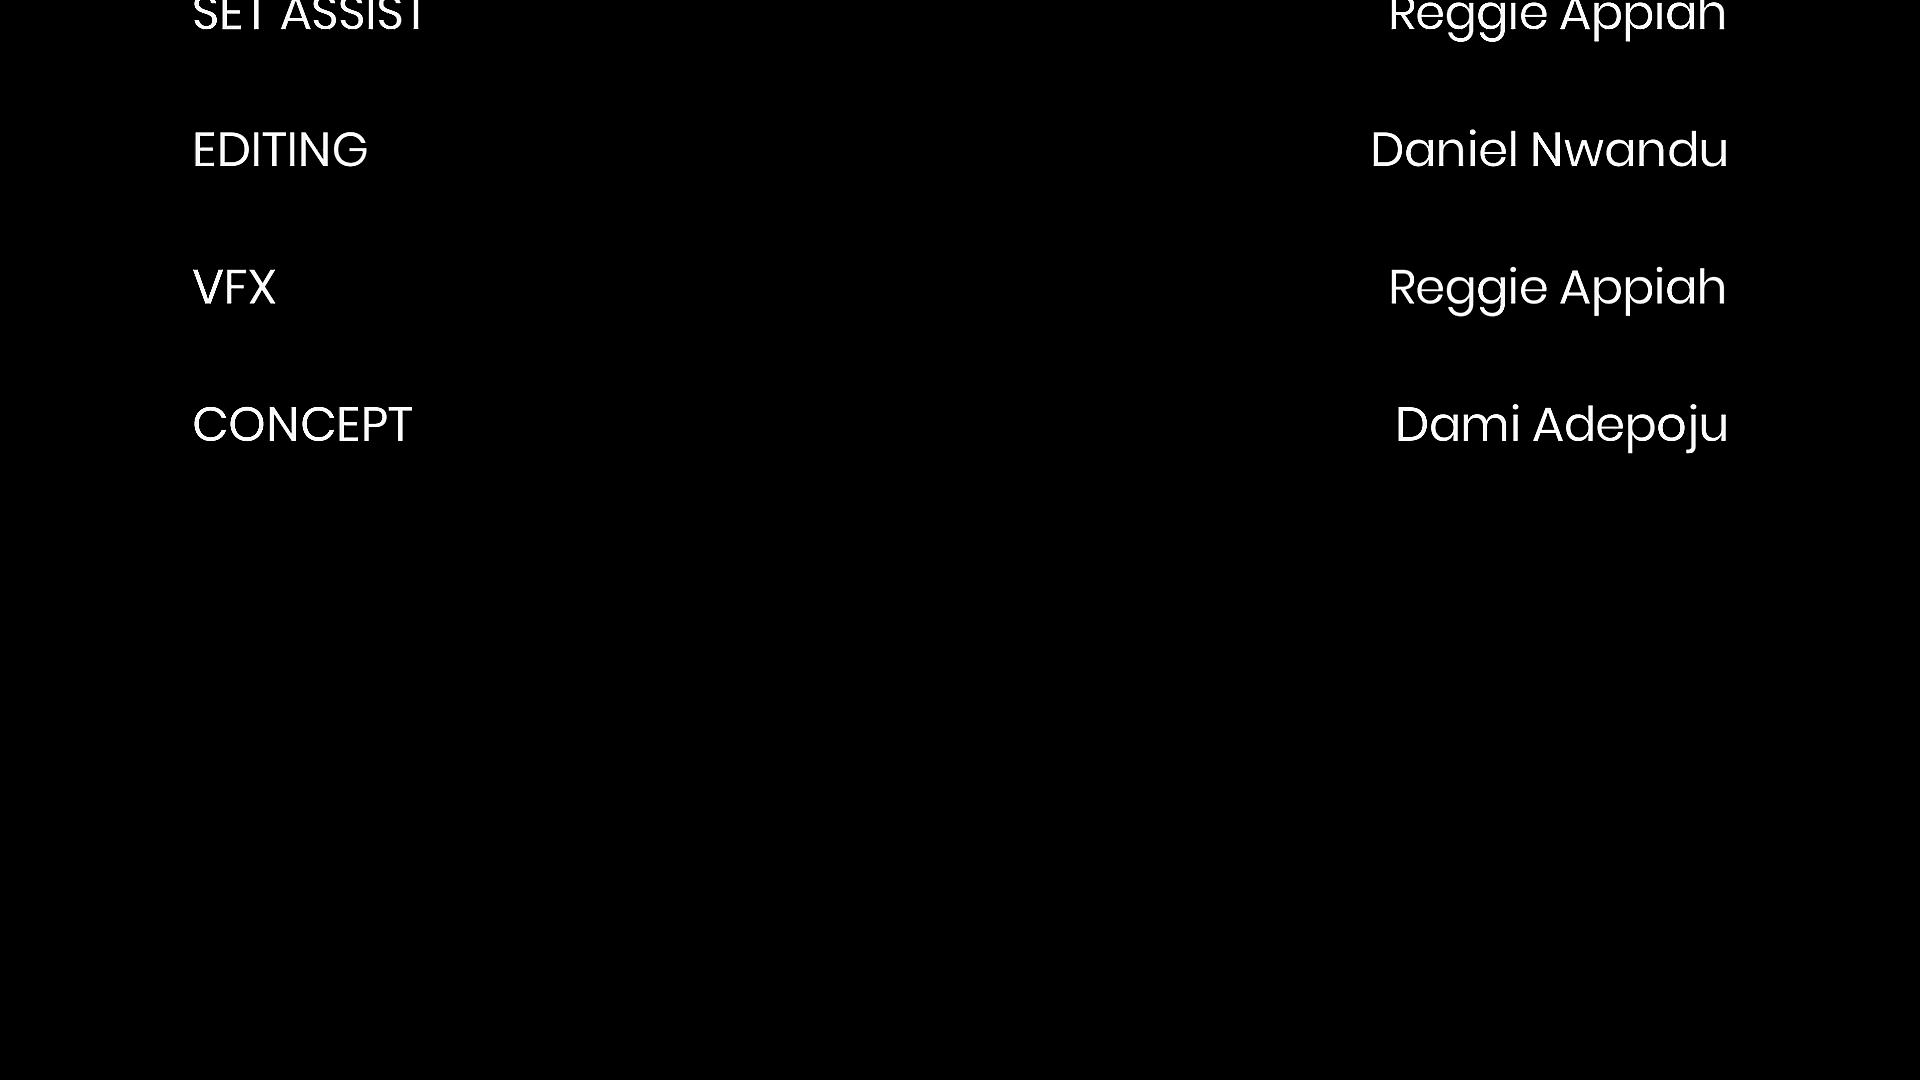 SET ASSIST Reggie Appiah
EDITING Daniel Nwandu
VFX Reggie Appiah
CONCEPT Dami Adepoju